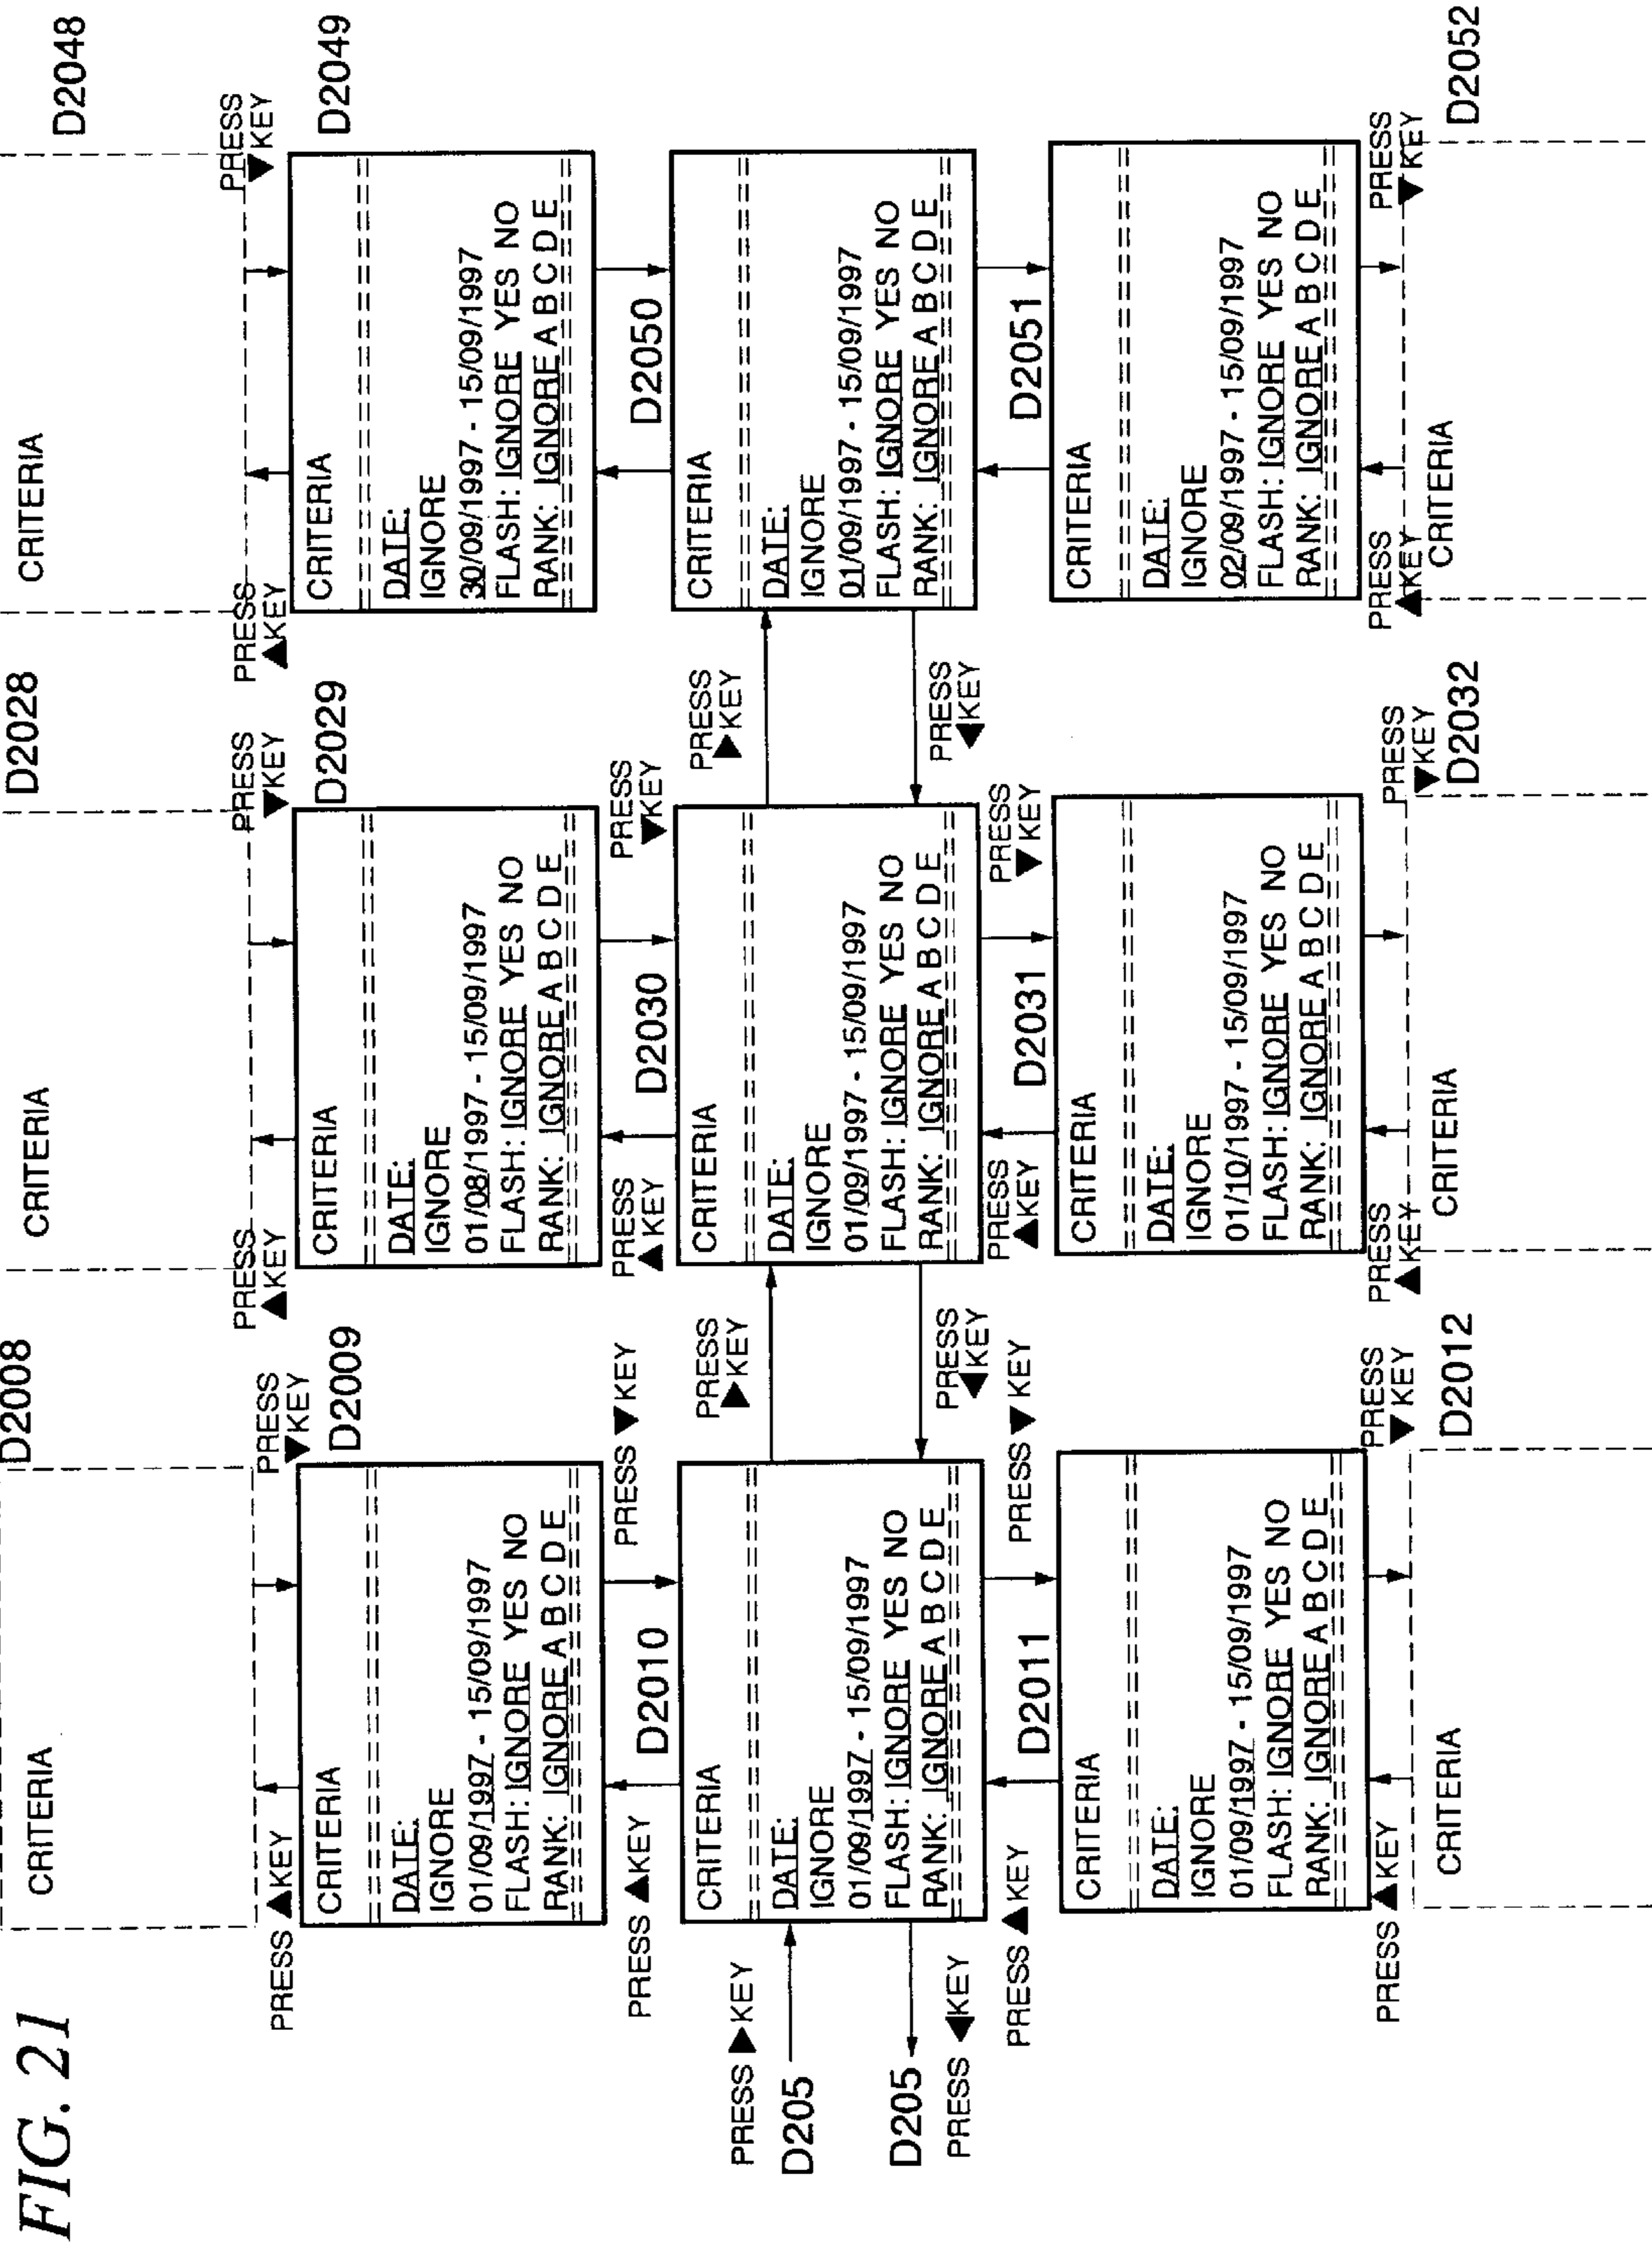 FIG. 21
D2008
D2028
D2048
CRITERIA
CRITERIA
CRITERIA
PRESS ▲KEY
PRESS
▼KEY
PRESS
▲KEY
PRESS
▼KEY
PRESS
▲KEY
PRESS
▼KEY
D2009
CRITERIA
DATE:
IGNORE
01/09/1997 - 15/09/1997
FLASH: IGNORE YES NO
RANK: IGNORE A B C D E
D2029
CRITERIA
DATE:
IGNORE
01/08/1997 - 15/09/1997
FLASH: IGNORE YES NO
RANK: IGNORE A B C D E
D2049
CRITERIA
DATE:
IGNORE
30/09/1997 - 15/09/1997
FLASH: IGNORE YES NO
RANK: IGNORE A B C D E
PRESS ▲KEY
D2010
PRESS ▼KEY
PRESS
▲KEY
D2030
PRESS
▼KEY
D2050
PRESS ►KEY
D205
D205
PRESS ◄KEY
CRITERIA
DATE:
IGNORE
01/09/1997 - 15/09/1997
FLASH: IGNORE YES NO
RANK: IGNORE A B C D E
PRESS
►KEY
PRESS
◄KEY
CRITERIA
DATE:
IGNORE
01/09/1997 - 15/09/1997
FLASH: IGNORE YES NO
RANK: IGNORE A B C D E
PRESS
►KEY
PRESS
◄KEY
CRITERIA
DATE:
IGNORE
01/09/1997 - 15/09/1997
FLASH: IGNORE YES NO
RANK: IGNORE A B C D E
PRESS ▲KEY
D2011
PRESS ▼KEY
PRESS
▲KEY
D2031
PRESS
▼KEY
D2051
CRITERIA
DATE:
IGNORE
01/09/1997 - 15/09/1997
FLASH: IGNORE YES NO
RANK: IGNORE A B C D E
CRITERIA
DATE:
IGNORE
01/10/1997 - 15/09/1997
FLASH: IGNORE YES NO
RANK: IGNORE A B C D E
CRITERIA
DATE:
IGNORE
02/09/1997 - 15/09/1997
FLASH: IGNORE YES NO
RANK: IGNORE A B C D E
PRESS ▲KEY
PRESS
▼KEY
PRESS
▲KEY
PRESS
▼KEY
PRESS
▲KEY
PRESS
▼KEY
CRITERIA
D2012
CRITERIA
D2032
CRITERIA
D2052